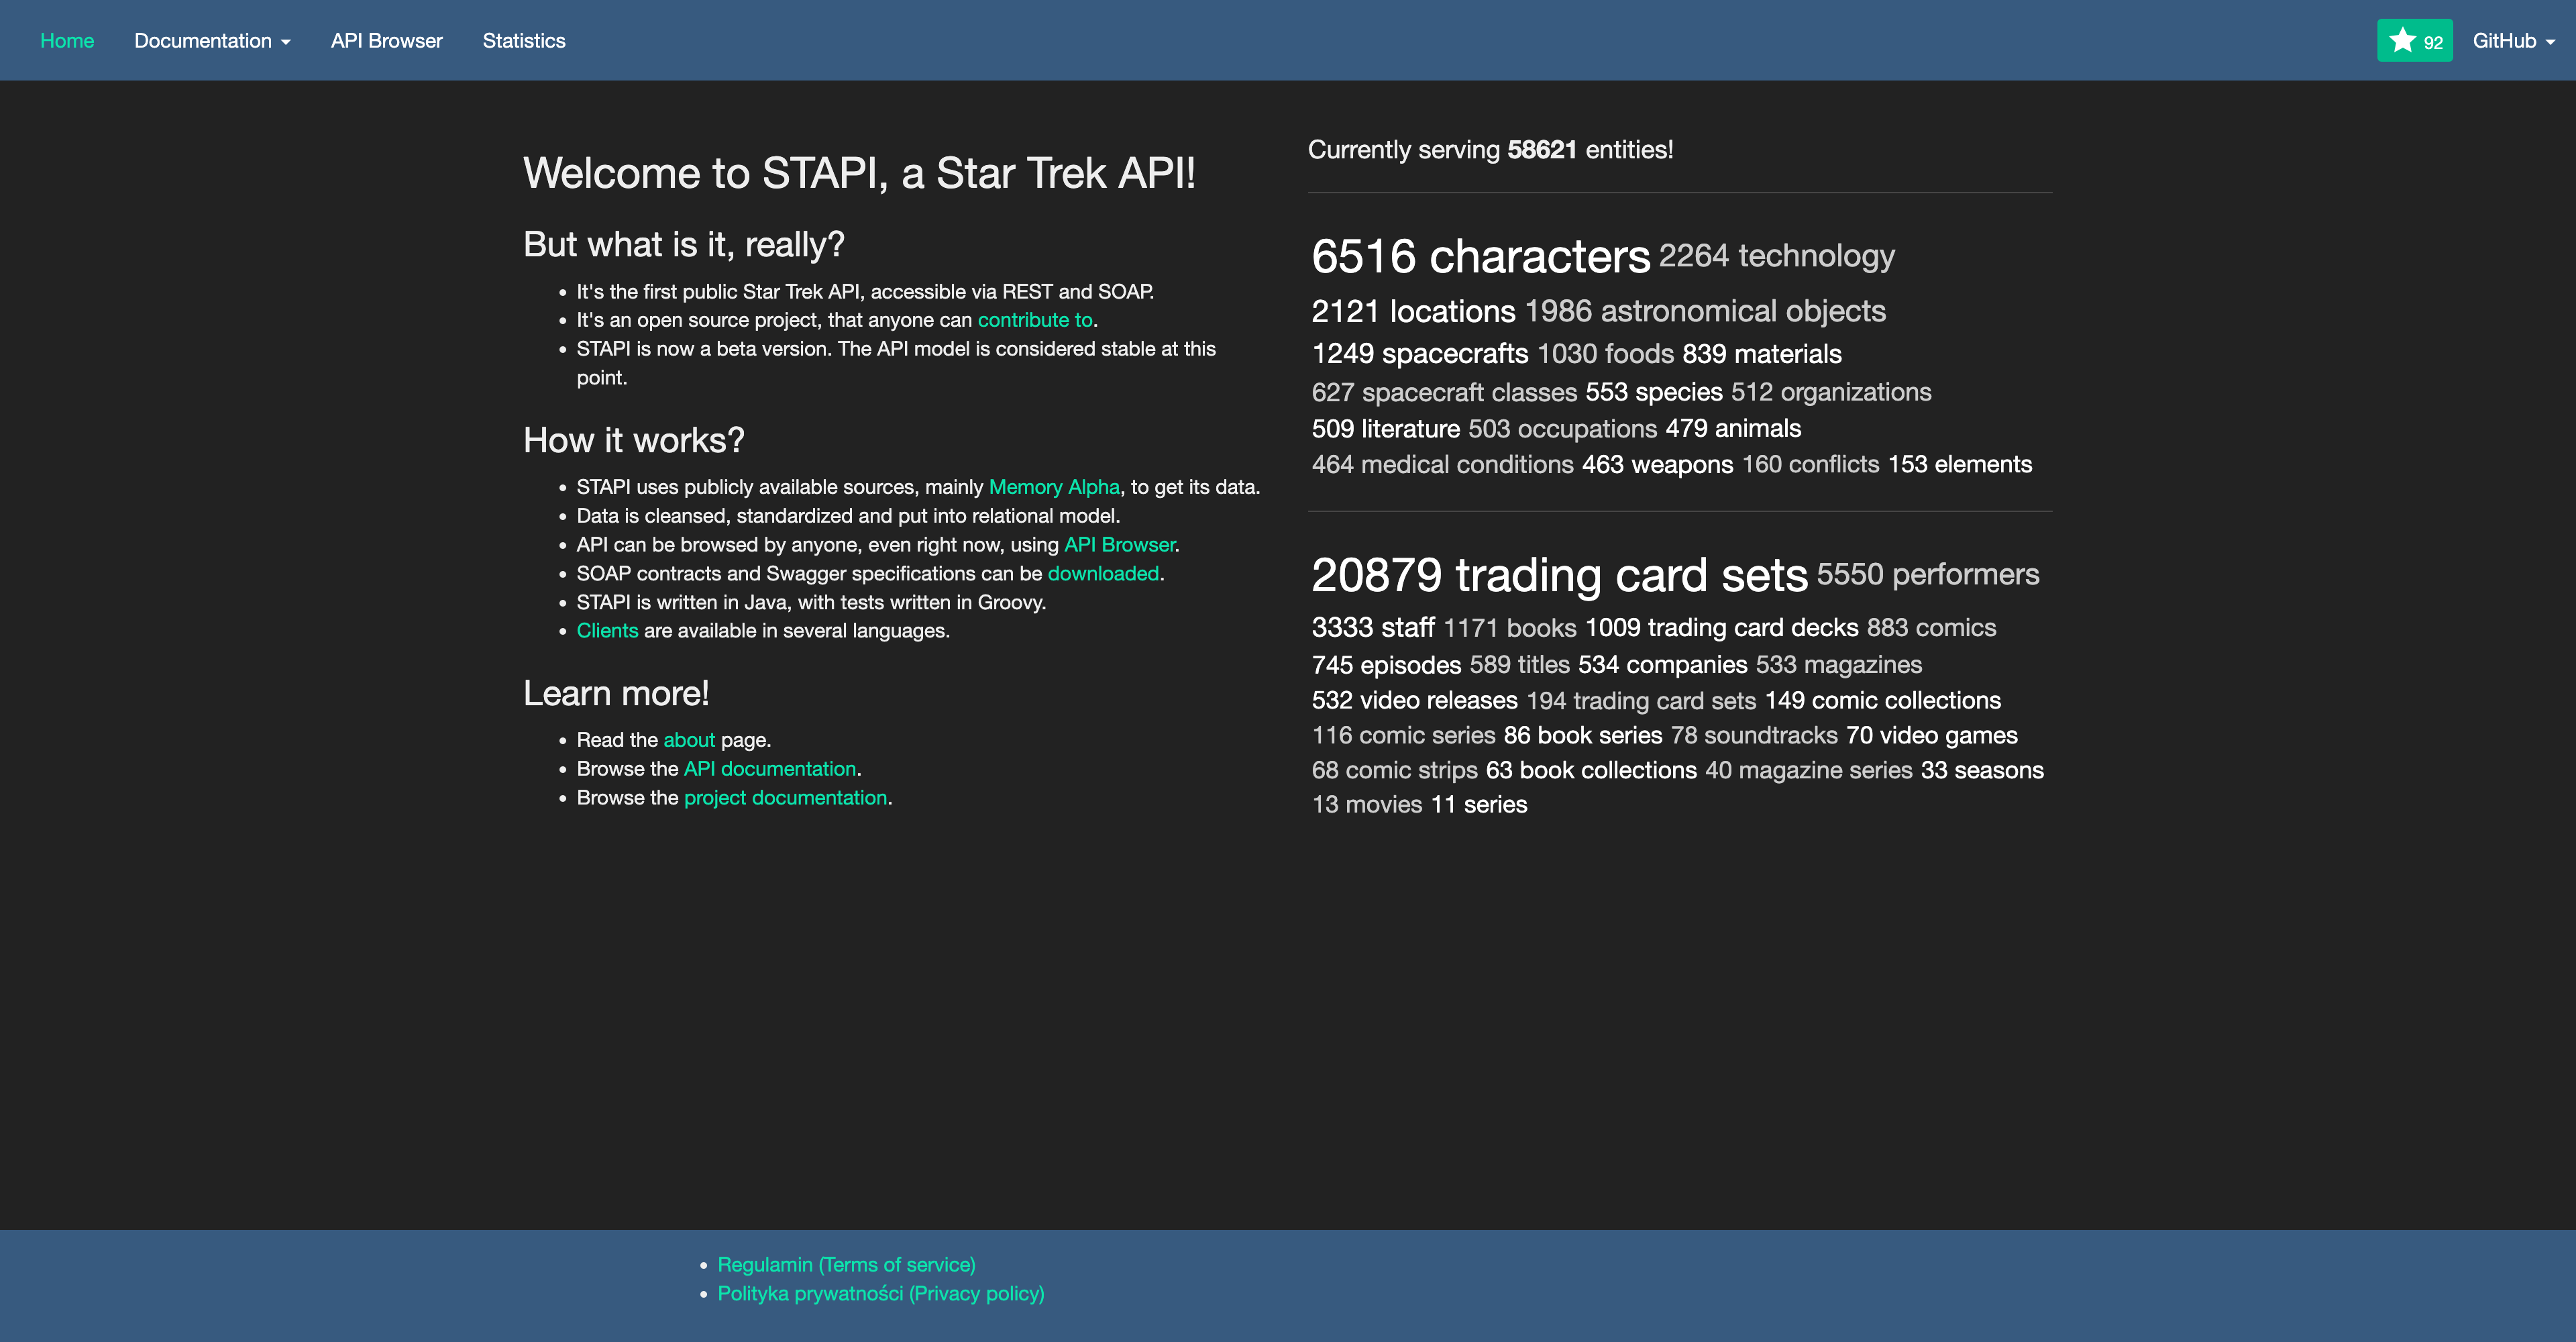 Home Documentation API Browser Statistics 92 GitHub
Welcome to STAPI, a Star Trek API!
But what is it, really?
It's the first public Star Trek API, accessible via REST and SOAP.
It's an open source project, that anyone can contribute to.
STAPI is now a beta version. The API model is considered stable at this
point.
How it works?
STAPI uses publicly available sources, mainly Memory Alpha, to get its data.
Data is cleansed, standardized and put into relational model.
API can be browsed by anyone, even right now, using API Browser.
SOAP contracts and Swagger specifications can be downloaded.
STAPI is written in Java, with tests written in Groovy.
Clients are available in several languages.
Learn more!
Read the about page.
Browse the API documentation.
Browse the project documentation.
Currently serving 58621 entities!
6516 characters 2264 technology
2121 locations 1986 astronomical objects
1249 spacecrafts 1030 foods 839 materials
627 spacecraft classes 553 species 512 organizations
509 literature 503 occupations 479 animals
464 medical conditions 463 weapons 160 conflicts 153 elements
20879 trading card sets 5550 performers
3333 staff 1171 books 1009 trading card decks 883 comics
745 episodes 589 titles 534 companies 533 magazines
532 video releases 194 trading card sets 149 comic collections
116 comic series 86 book series 78 soundtracks 70 video games
68 comic strips 63 book collections 40 magazine series 33 seasons
13 movies 11 series
Regulamin (Terms of service)
Polityka prywatności (Privacy policy)